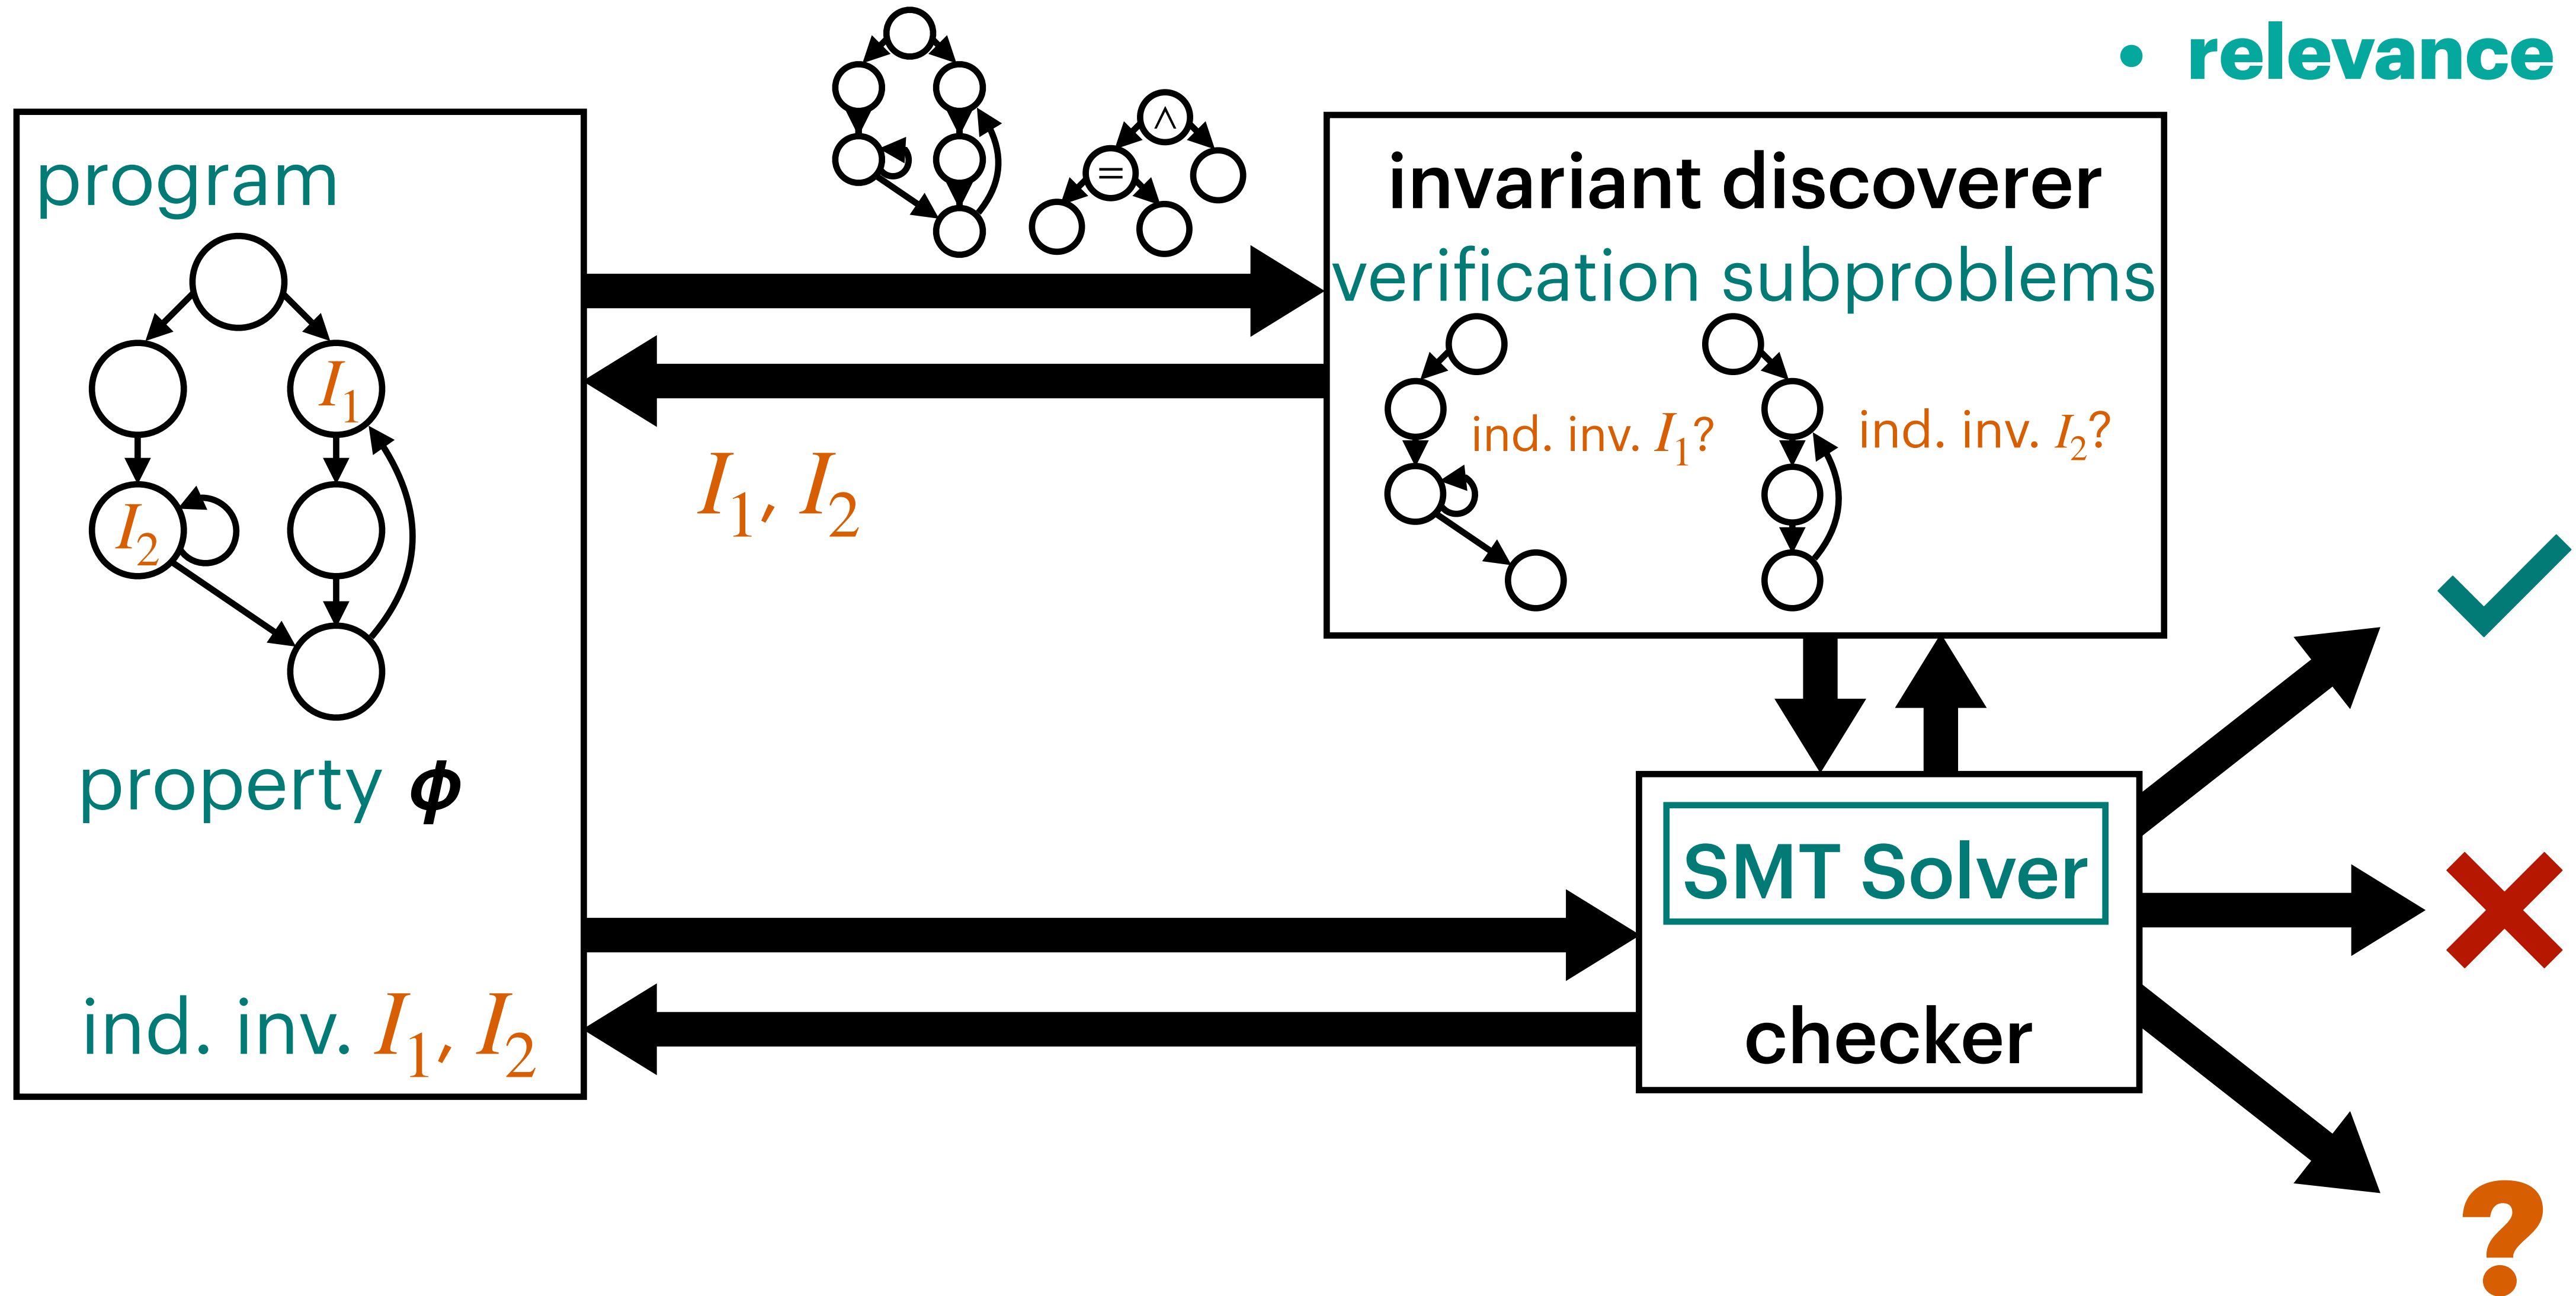 • relevance
program
I₁
I₂
property ϕ
ind. inv. I₁, I₂
∧
=
I₁, I₂
invariant discoverer
verification subproblems
ind. inv. I₁?
ind. inv. I₂?
SMT Solver
checker
?